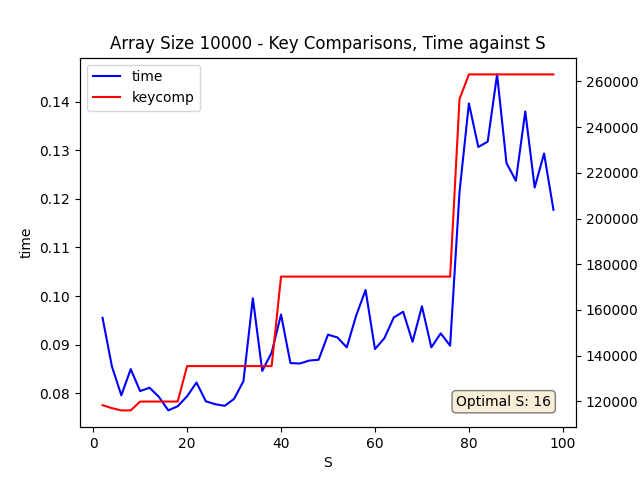 Array Size 10000 - Key Comparisons, Time against S
time
keycomp
0.14
0.13
0.12
0.11
0.10
0.09
0.08
time
260000
240000
220000
200000
180000
160000
140000
120000
Optimal S: 16
0 20 40 60 80 100
S